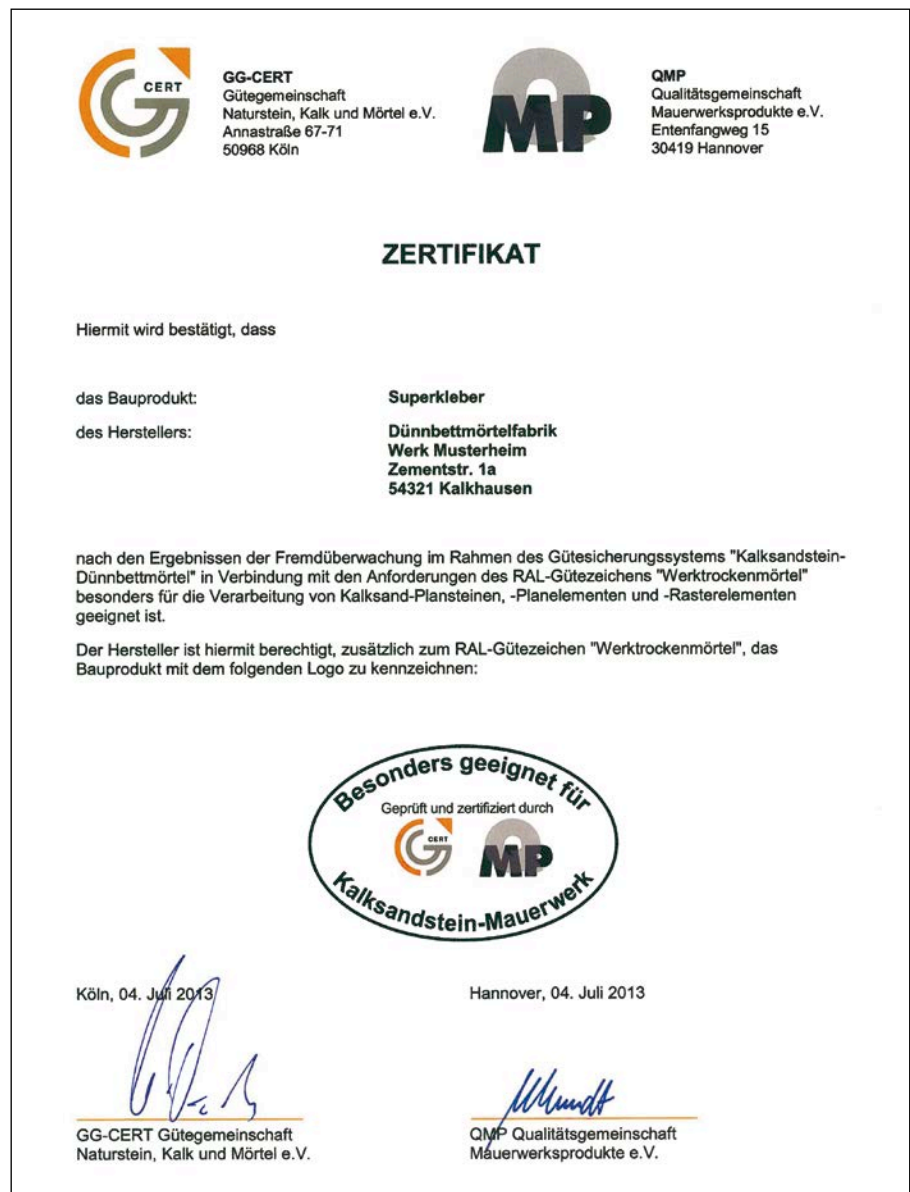 CERT
GG-CERT
Gütegemeinschaft
Naturstein, Kalk und Mörtel e.V.
Annastraße 67-71
50968 Köln
QMP
QMP
Qualitätsgemeinschaft
Mauerwerksprodukte e.V.
Entenfangweg 15
30419 Hannover
ZERTIFIKAT
Hiermit wird bestätigt, dass
das Bauprodukt: Superkleber
des Herstellers: Dünnbettmörtelfabrik
Werk Musterheim
Zementstr. 1a
54321 Kalkhausen
nach den Ergebnissen der Fremdüberwachung im Rahmen des Gütesicherungssystems "Kalksandstein-
Dünnbettmörtel" in Verbindung mit den Anforderungen des RAL-Gütezeichens "Werktrockenmörtel"
besonders für die Verarbeitung von Kalksand-Plansteinen, -Planelementen und -Rasterelementen
geeignet ist.
Der Hersteller ist hiermit berechtigt, zusätzlich zum RAL-Gütezeichen "Werktrockenmörtel", das
Bauprodukt mit dem folgenden Logo zu kennzeichnen:
Besonders geeignet für
Geprüft und zertifiziert durch
CERT
QMP
Kalksandstein-Mauerwerk
Köln, 04. Juli 2013
Hannover, 04. Juli 2013
GG-CERT Gütegemeinschaft
Naturstein, Kalk und Mörtel e.V.
QMP Qualitätsgemeinschaft
Mauerwerksprodukte e.V.